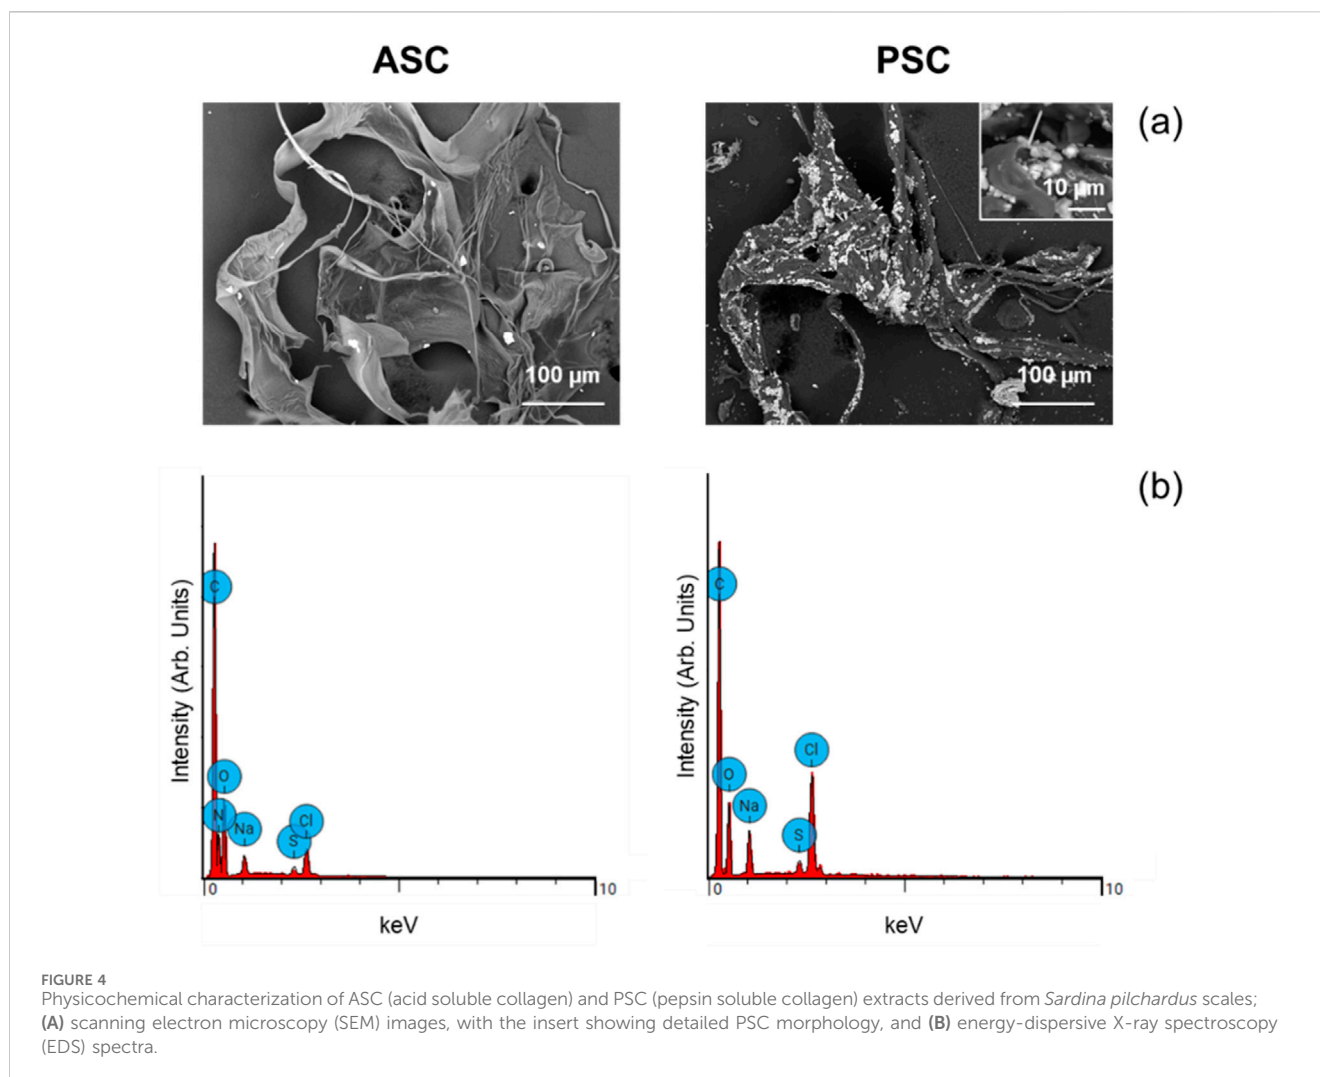 ASC
PSC
(a)
10 µm
100 µm
100 µm
(b)
Intensity (Arb. Units)
C
O
N
Na
S
Cl
0
10
keV
Intensity (Arb. Units)
C
O
Na
S
Cl
0
10
keV
FIGURE 4
Physicochemical characterization of ASC (acid soluble collagen) and PSC (pepsin soluble collagen) extracts derived from Sardina pilchardus scales;
(A) scanning electron microscopy (SEM) images, with the insert showing detailed PSC morphology, and (B) energy-dispersive X-ray spectroscopy
(EDS) spectra.